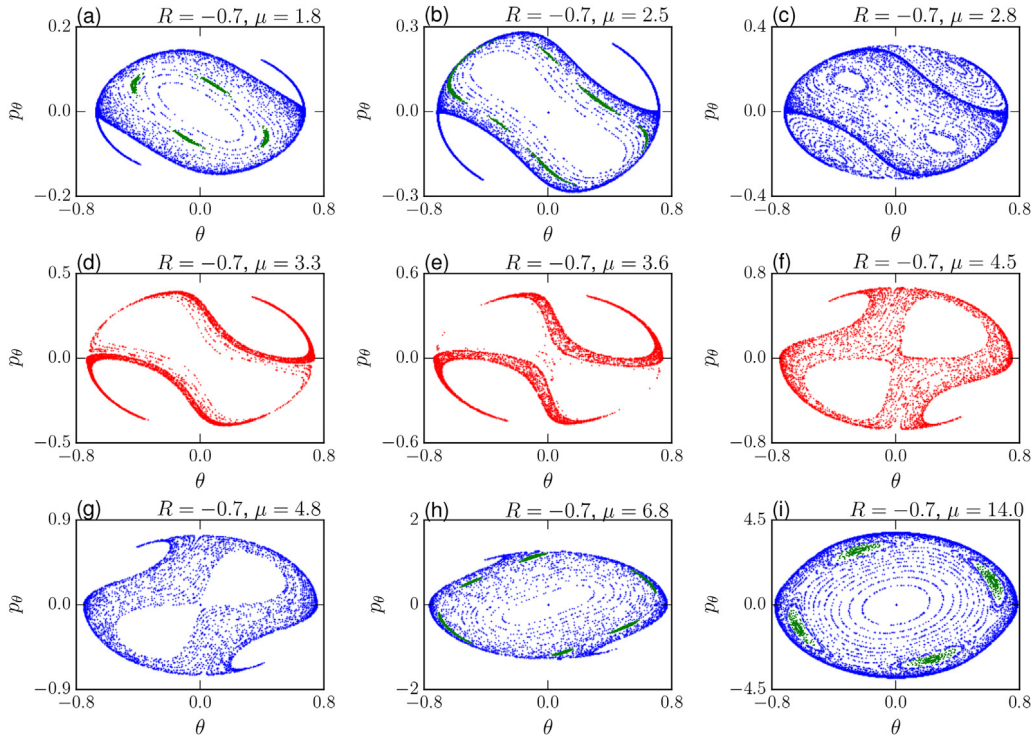 (a) R = −0.7, μ = 1.8
(b) R = −0.7, μ = 2.5
(c) R = −0.7, μ = 2.8
0.2
0.0
−0.2
pθ
−0.8 0.0 0.8
θ
0.3
0.0
−0.3
pθ
−0.8 0.0 0.8
θ
0.4
0.0
−0.4
pθ
−0.8 0.0 0.8
θ
(d) R = −0.7, μ = 3.3
(e) R = −0.7, μ = 3.6
(f) R = −0.7, μ = 4.5
0.5
0.0
−0.5
pθ
−0.8 0.0 0.8
θ
0.6
0.0
−0.6
pθ
−0.8 0.0 0.8
θ
0.8
0.0
−0.8
pθ
−0.8 0.0 0.8
θ
(g) R = −0.7, μ = 4.8
(h) R = −0.7, μ = 6.8
(i) R = −0.7, μ = 14.0
0.9
0.0
−0.9
pθ
−0.8 0.0 0.8
θ
2
0
−2
pθ
−0.8 0.0 0.8
θ
4.5
0.0
−4.5
pθ
−0.8 0.0 0.8
θ